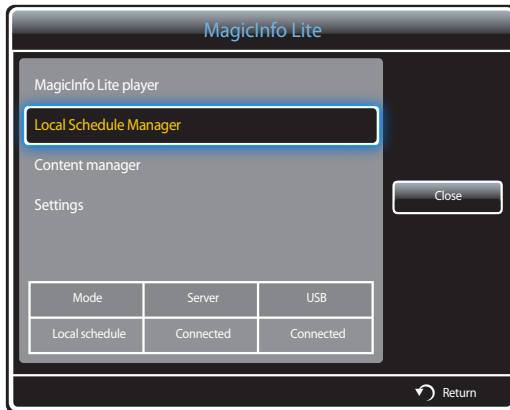 MagicInfo Lite
MagicInfo Lite player
Local Schedule Manager
Content manager
Settings
Close
Mode Server USB
Local schedule Connected Connected
Return